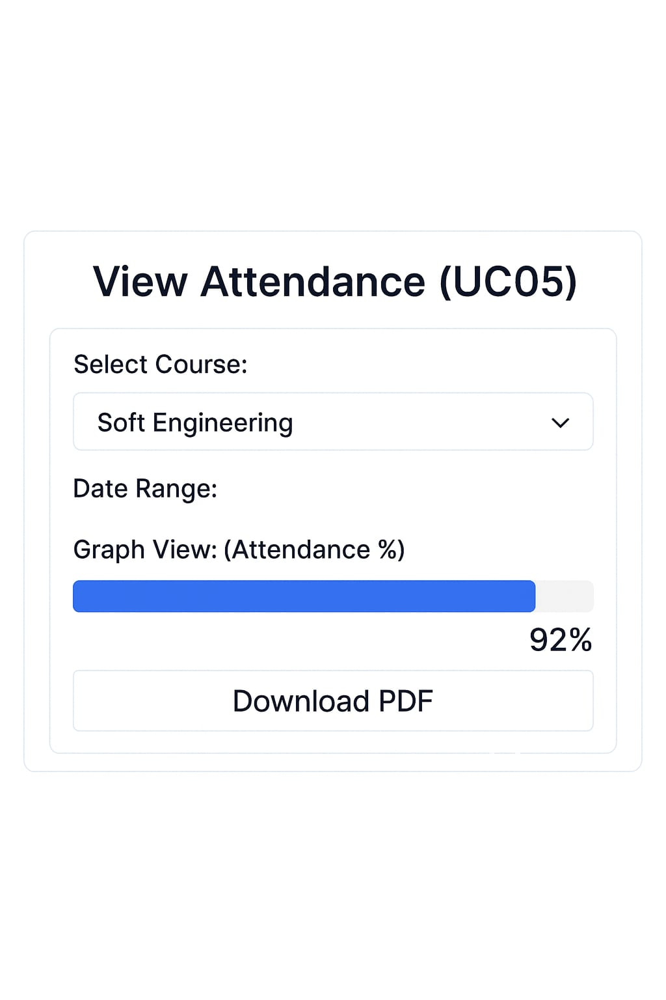 View Attendance (UC05)
Select Course:
Soft Engineering
Date Range:
Graph View: (Attendance %)
92%
Download PDF